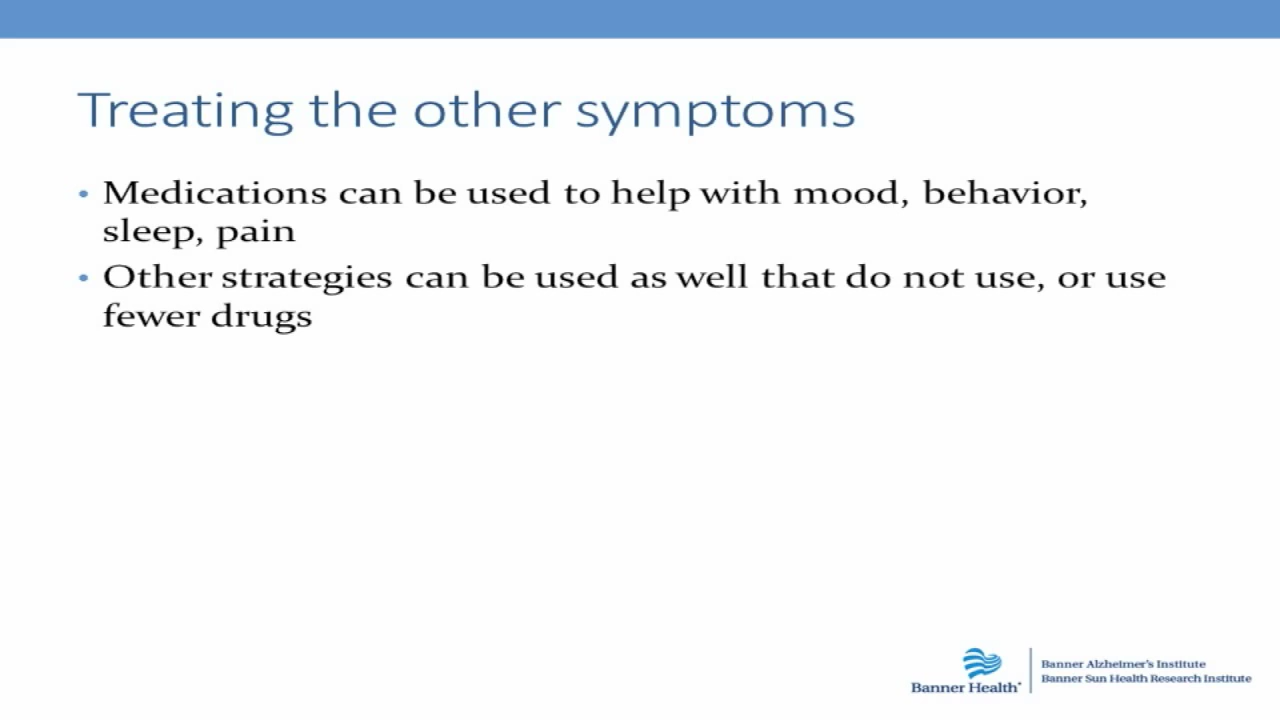 Treating the other symptoms
• Medications can be used to help with mood, behavior,
sleep, pain
• Other strategies can be used as well that do not use, or use
fewer drugs
Banner Health
Banner Alzheimer's Institute
Banner Sun Health Research Institute